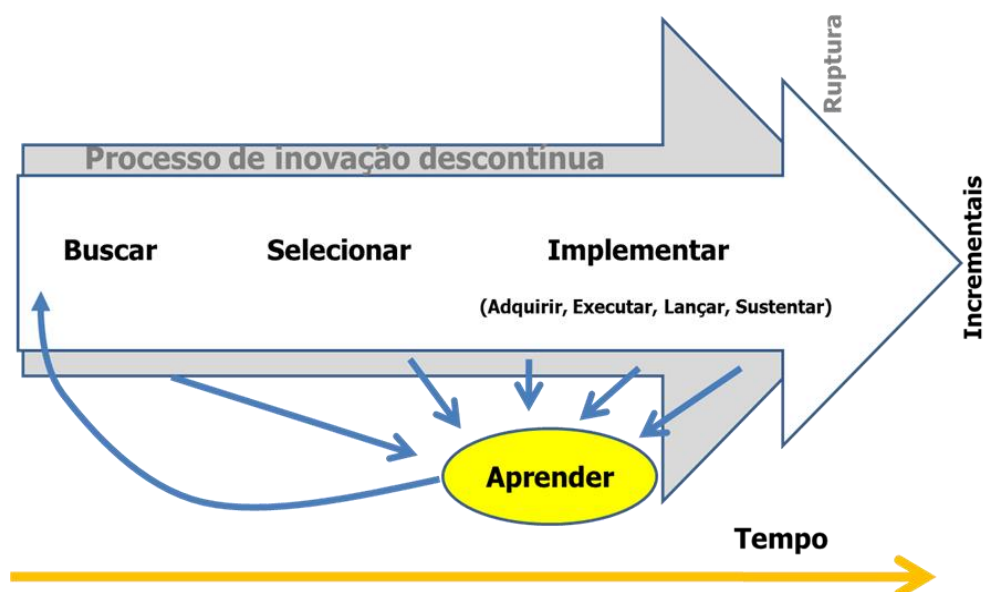 Ruptura
Processo de inovação descontínua
Incrementais
Buscar
Selecionar
Implementar
(Adquirir, Executar, Lançar, Sustentar)
Aprender
Tempo